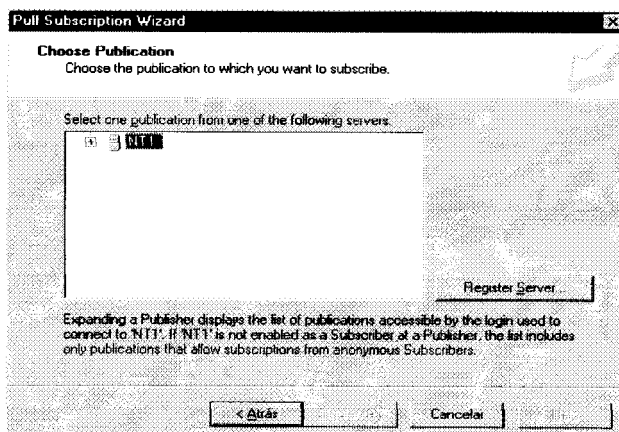 Pull Subscription Wizard
Choose Publication
Choose the publication to which you want to subscribe.
Select one publication from one of the following servers.
NT1
Register Server...
Expanding a Publisher displays the list of publications accessible by the login used to
connect to 'NT1'. If 'NT1' is not enabled as a Subscriber at a Publisher, the list includes
only publications that allow subscriptions from anonymous Subscribers.
< Atrás
Cancelar